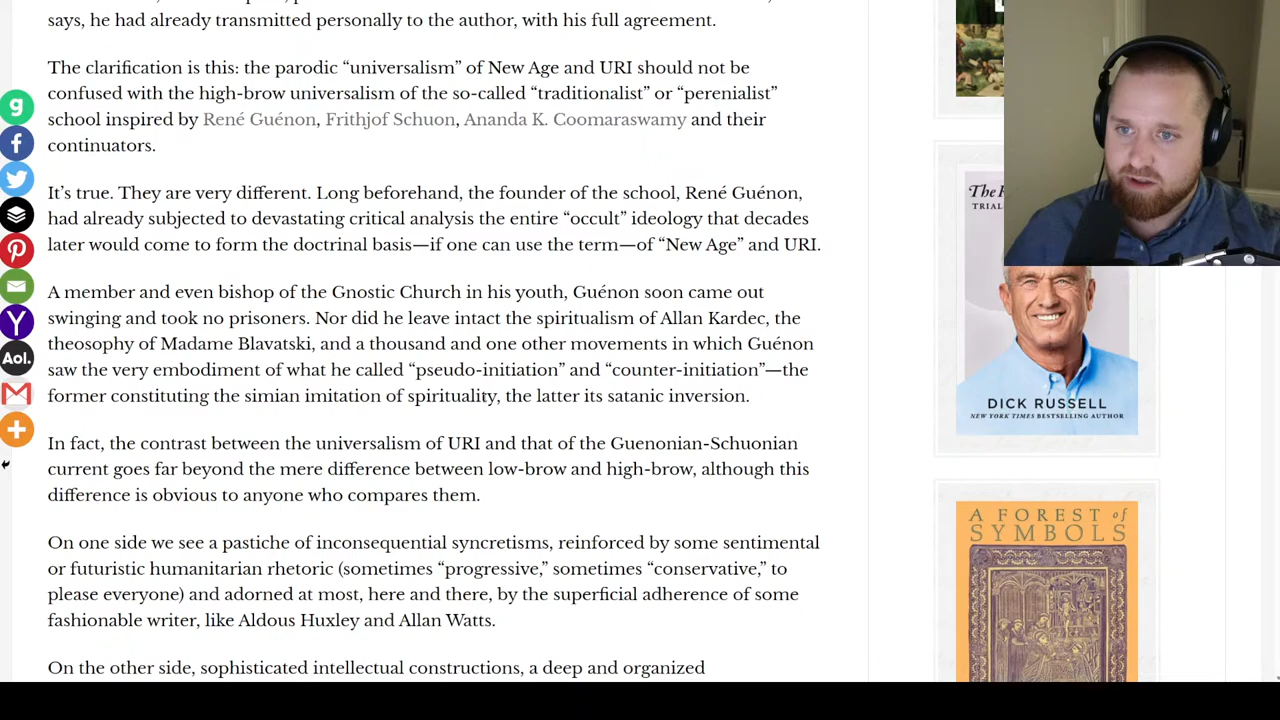 says, he had already transmitted personally to the author, with his full agreement.
The clarification is this: the parodic “universalism” of New Age and URI should not be
confused with the high-brow universalism of the so-called “traditionalist” or “perenialist”
school inspired by René Guénon, Frithjof Schuon, Ananda K. Coomaraswamy and their
continuators.
It’s true. They are very different. Long beforehand, the founder of the school, René Guénon,
had already subjected to devastating critical analysis the entire “occult” ideology that decades
later would come to form the doctrinal basis—if one can use the term—of “New Age” and URI.
A member and even bishop of the Gnostic Church in his youth, Guénon soon came out
swinging and took no prisoners. Nor did he leave intact the spiritualism of Allan Kardec, the
theosophy of Madame Blavatski, and a thousand and one other movements in which Guénon
saw the very embodiment of what he called “pseudo-initiation” and “counter-initiation”—the
former constituting the simian imitation of spirituality, the latter its satanic inversion.
In fact, the contrast between the universalism of URI and that of the Guenonian-Schuonian
current goes far beyond the mere difference between low-brow and high-brow, although this
difference is obvious to anyone who compares them.
On one side we see a pastiche of inconsequential syncretisms, reinforced by some sentimental
or futuristic humanitarian rhetoric (sometimes “progressive,” sometimes “conservative,” to
please everyone) and adorned at most, here and there, by the superficial adherence of some
fashionable writer, like Aldous Huxley and Allan Watts.
On the other side, sophisticated intellectual constructions, a deep and organized
g
Y
Aol.
The
TRIAL
DICK RUSSELL
NEW YORK TIMES BESTSELLING AUTHOR
A FOREST of
SYMBOLS